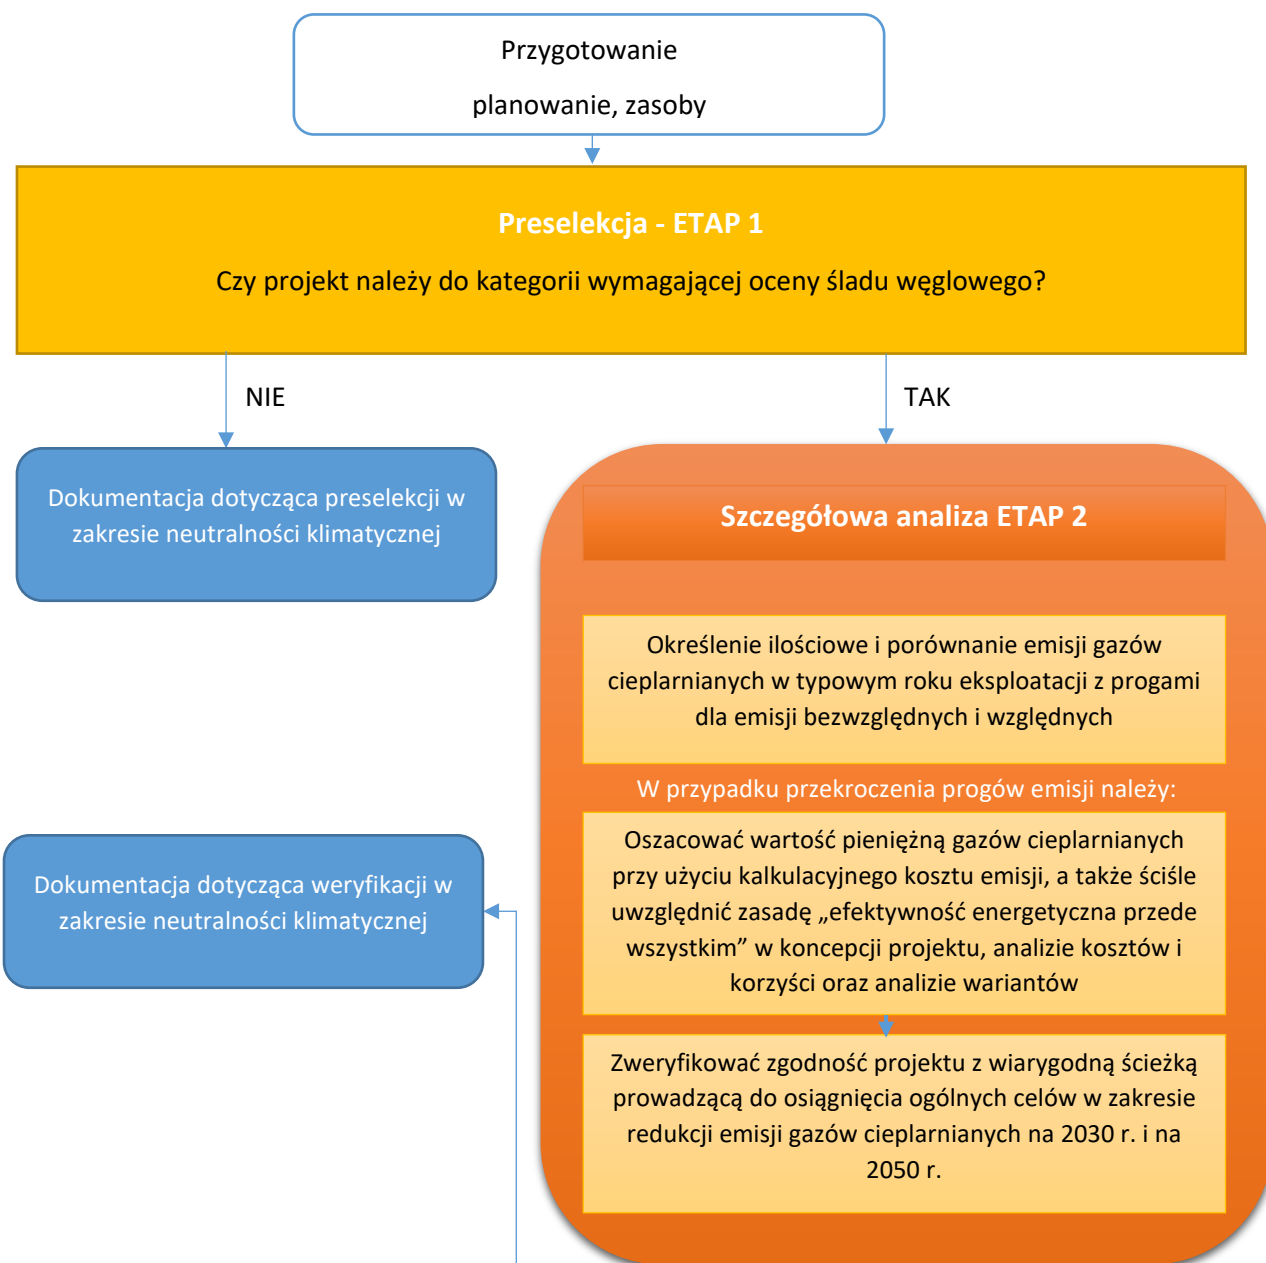 Przygotowanie
planowanie, zasoby
Preselekcja - ETAP 1
Czy projekt należy do kategorii wymagającej oceny śladu węglowego?
NIE
TAK
Dokumentacja dotycząca preselekcji w
zakresie neutralności klimatycznej
Szczegółowa analiza ETAP 2
Określenie ilościowe i porównanie emisji gazów
cieplarnianych w typowym roku eksploatacji z progami
dla emisji bezwzględnych i względnych
W przypadku przekroczenia progów emisji należy:
Oszacować wartość pieniężną gazów cieplarnianych
przy użyciu kalkulacyjnego kosztu emisji, a także ściśle
uwzględnić zasadę „efektywność energetyczna przede
wszystkim” w koncepcji projektu, analizie kosztów i
korzyści oraz analizie wariantów
Dokumentacja dotycząca weryfikacji w
zakresie neutralności klimatycznej
Zweryfikować zgodność projektu z wiarygodną ścieżką
prowadzącą do osiągnięcia ogólnych celów w zakresie
redukcji emisji gazów cieplarnianych na 2030 r. i na
2050 r.